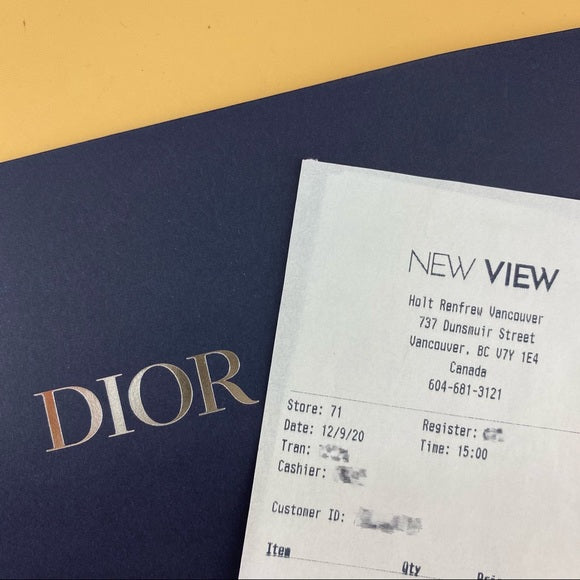 DIOR
NEW VIEW
Holt Renfrew Vancouver
737 Dunsmuir Street
Vancouver, BC V7Y 1E4
Canada
604-681-3121
Store: 71
Date: 12/9/20 Register:
Tran: Time: 15:00
Cashier:
Customer ID:
Item Qty